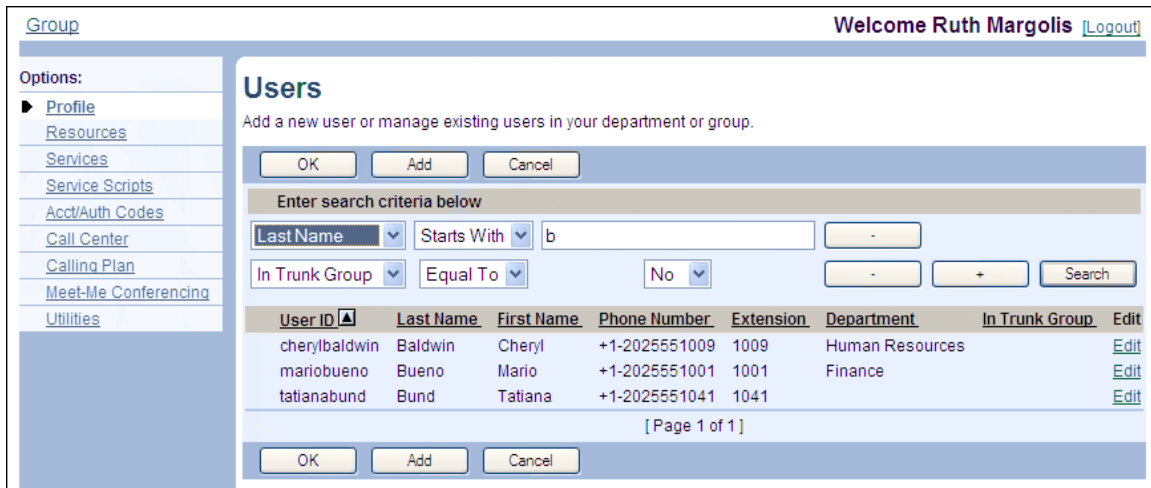 Group Welcome Ruth Margolis [Logout]
Options:
Profile
Resources
Services
Service Scripts
Acct/Auth Codes
Call Center
Calling Plan
Meet-Me Conferencing
Utilities
Users
Add a new user or manage existing users in your department or group.
OK Add Cancel
Enter search criteria below
Last Name Starts With b -
In Trunk Group Equal To No - + Search
User ID Last Name First Name Phone Number Extension Department In Trunk Group Edit
cherylbaldwin Baldwin Cheryl +1-2025551009 1009 Human Resources Edit
mariobueno Bueno Mario +1-2025551001 1001 Finance Edit
tatianabund Bund Tatiana +1-2025551041 1041 Edit
[ Page 1 of 1 ]
OK Add Cancel